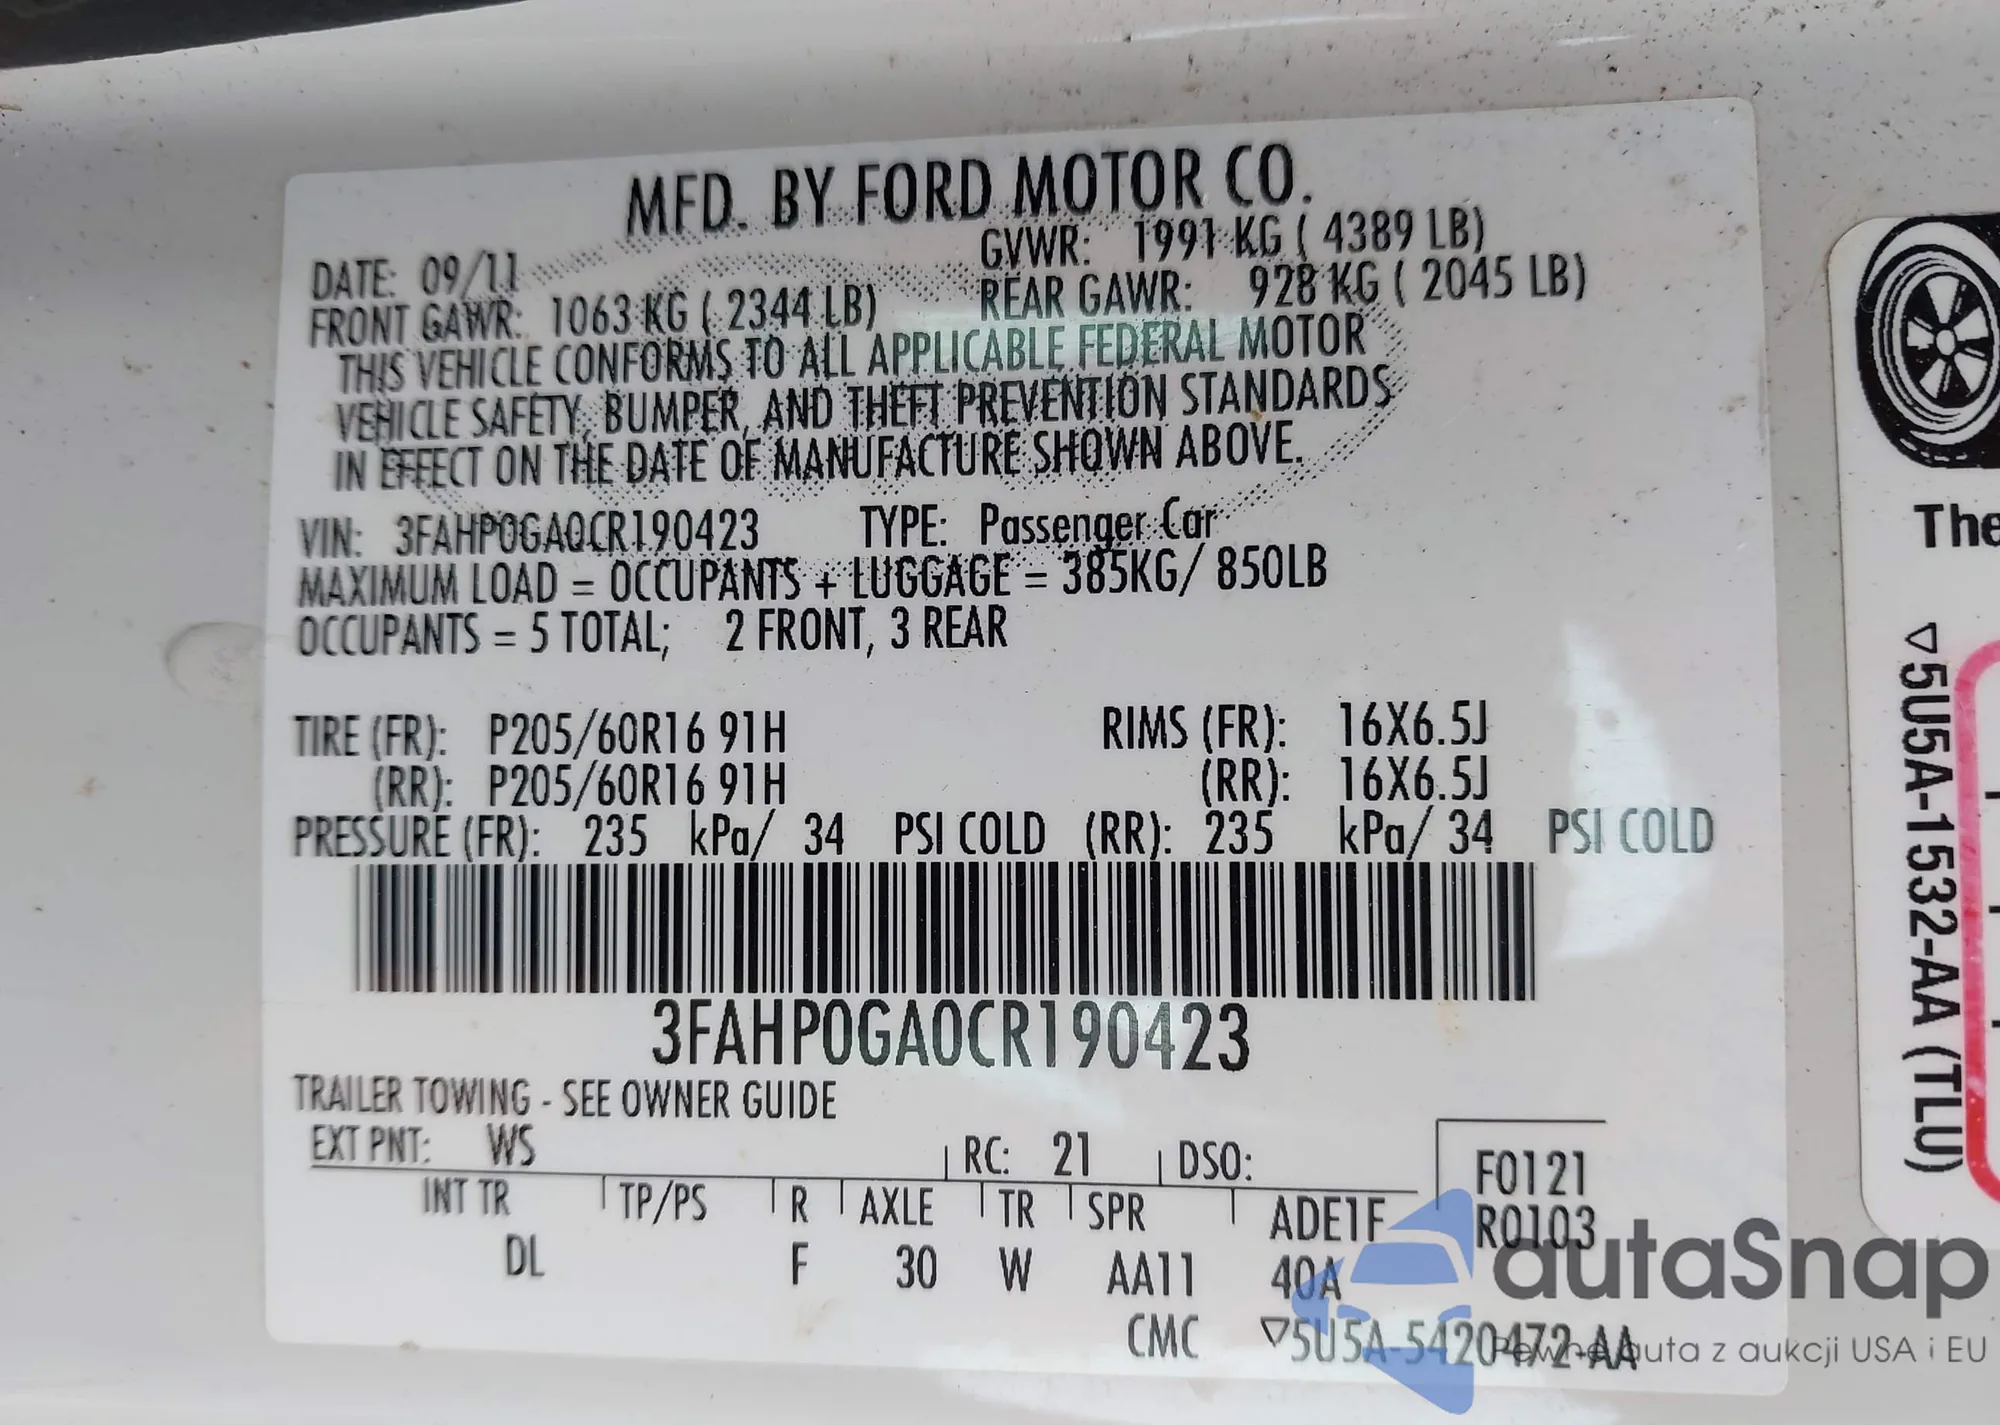 MFD. BY FORD MOTOR CO.
DATE: 09/11 GVWR: 1991 KG ( 4389 LB)
FRONT GAWR: 1063 KG ( 2344 LB) REAR GAWR: 928 KG ( 2045 LB)
THIS VEHICLE CONFORMS TO ALL APPLICABLE FEDERAL MOTOR
VEHICLE SAFETY, BUMPER, AND THEFT PREVENTION STANDARDS
IN EFFECT ON THE DATE OF MANUFACTURE SHOWN ABOVE.
VIN: 3FAHP0GA0CR190423 TYPE: Passenger Car
MAXIMUM LOAD = OCCUPANTS + LUGGAGE = 385KG/ 850LB
OCCUPANTS = 5 TOTAL; 2 FRONT, 3 REAR
TIRE (FR): P205/60R16 91H RIMS (FR): 16X6.5J
(RR): P205/60R16 91H (RR): 16X6.5J
PRESSURE (FR): 235 kPa/ 34 PSI COLD (RR): 235 kPa/ 34 PSI COLD
3FAHP0GA0CR190423
TRAILER TOWING - SEE OWNER GUIDE
EXT PNT: WS RC: 21 DSO:
F0121
R0103
INT TR TP/PS R AXLE TR SPR ADE1F
DL F 30 W AA11 40A
CMC ▽5U5A-5420472-AA
The
▽5U5A-1532-AA (TLU)
autaSnap
Pewne auta z aukcji USA i EU